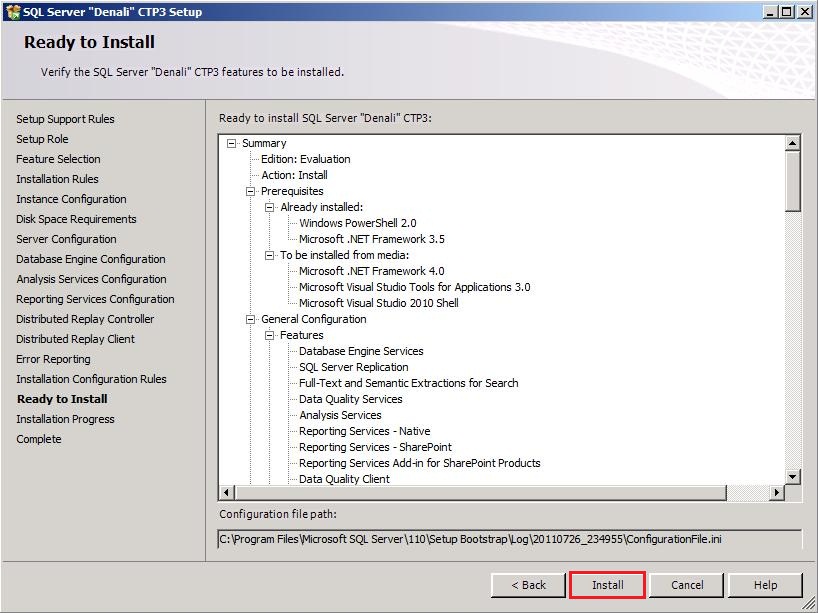 SQL Server "Denali" CTP3 Setup
Ready to Install
Verify the SQL Server "Denali" CTP3 features to be installed.
Setup Support Rules
Setup Role
Feature Selection
Installation Rules
Instance Configuration
Disk Space Requirements
Server Configuration
Database Engine Configuration
Analysis Services Configuration
Reporting Services Configuration
Distributed Replay Controller
Distributed Replay Client
Error Reporting
Installation Configuration Rules
Ready to Install
Installation Progress
Complete
Ready to install SQL Server "Denali" CTP3:
Summary
Edition: Evaluation
Action: Install
Prerequisites
Already installed:
Windows PowerShell 2.0
Microsoft .NET Framework 3.5
To be installed from media:
Microsoft .NET Framework 4.0
Microsoft Visual Studio Tools for Applications 3.0
Microsoft Visual Studio 2010 Shell
General Configuration
Features
Database Engine Services
SQL Server Replication
Full-Text and Semantic Extractions for Search
Data Quality Services
Analysis Services
Reporting Services - Native
Reporting Services - SharePoint
Reporting Services Add-in for SharePoint Products
Data Quality Client
Configuration file path:
C:\Program Files\Microsoft SQL Server\110\Setup Bootstrap\Log\20110726_234955\ConfigurationFile.ini
< Back
Install
Cancel
Help